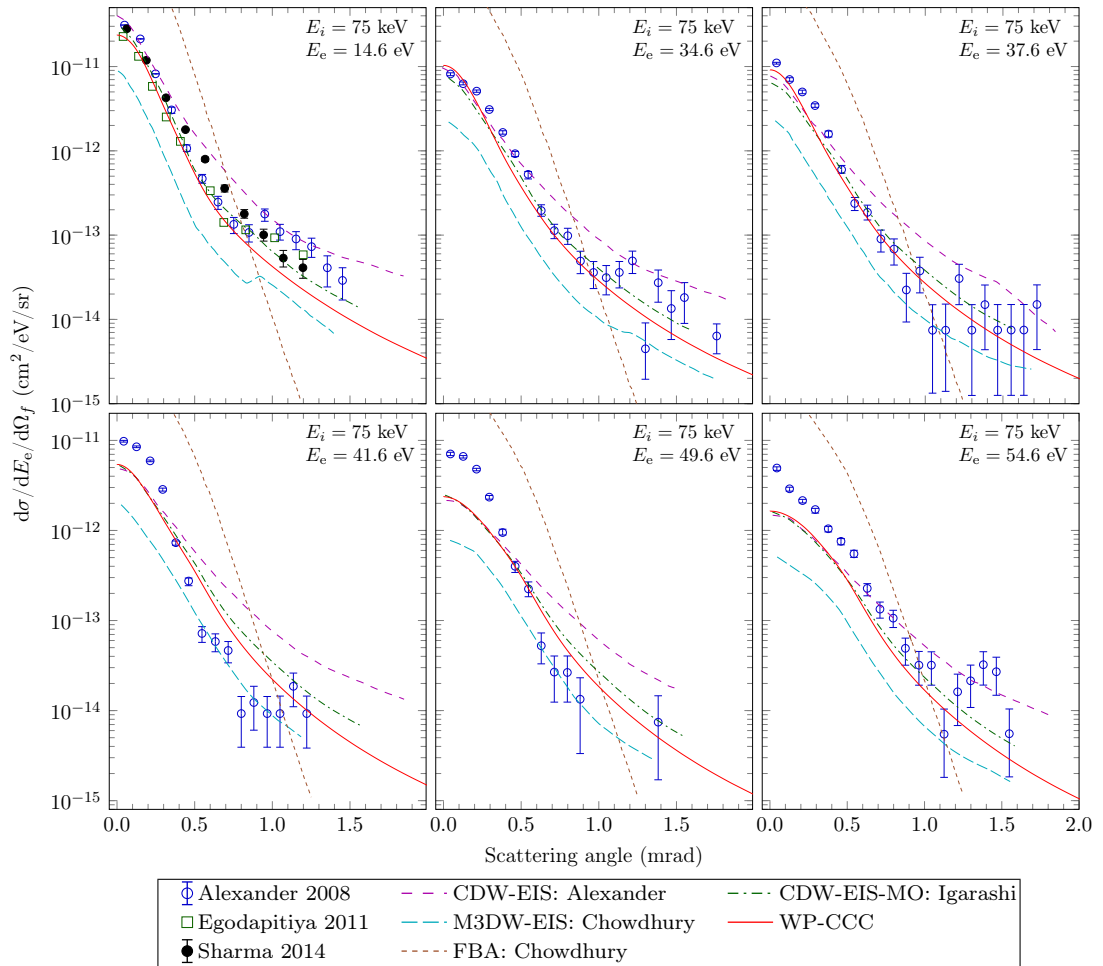 E_i = 75 keV
E_e = 14.6 eV
E_i = 75 keV
E_e = 34.6 eV
E_i = 75 keV
E_e = 37.6 eV
10^−11
10^−12
10^−13
10^−14
10^−15
E_i = 75 keV
E_e = 41.6 eV
E_i = 75 keV
E_e = 49.6 eV
E_i = 75 keV
E_e = 54.6 eV
10^−11
10^−12
10^−13
10^−14
10^−15
dσ/dE_e/dΩ_f (cm²/eV/sr)
0.0 0.5 1.0 1.5 0.0 0.5 1.0 1.5 0.0 0.5 1.0 1.5 2.0
Scattering angle (mrad)
Alexander 2008 CDW-EIS: Alexander CDW-EIS-MO: Igarashi
Egodapitiya 2011 M3DW-EIS: Chowdhury WP-CCC
Sharma 2014 FBA: Chowdhury